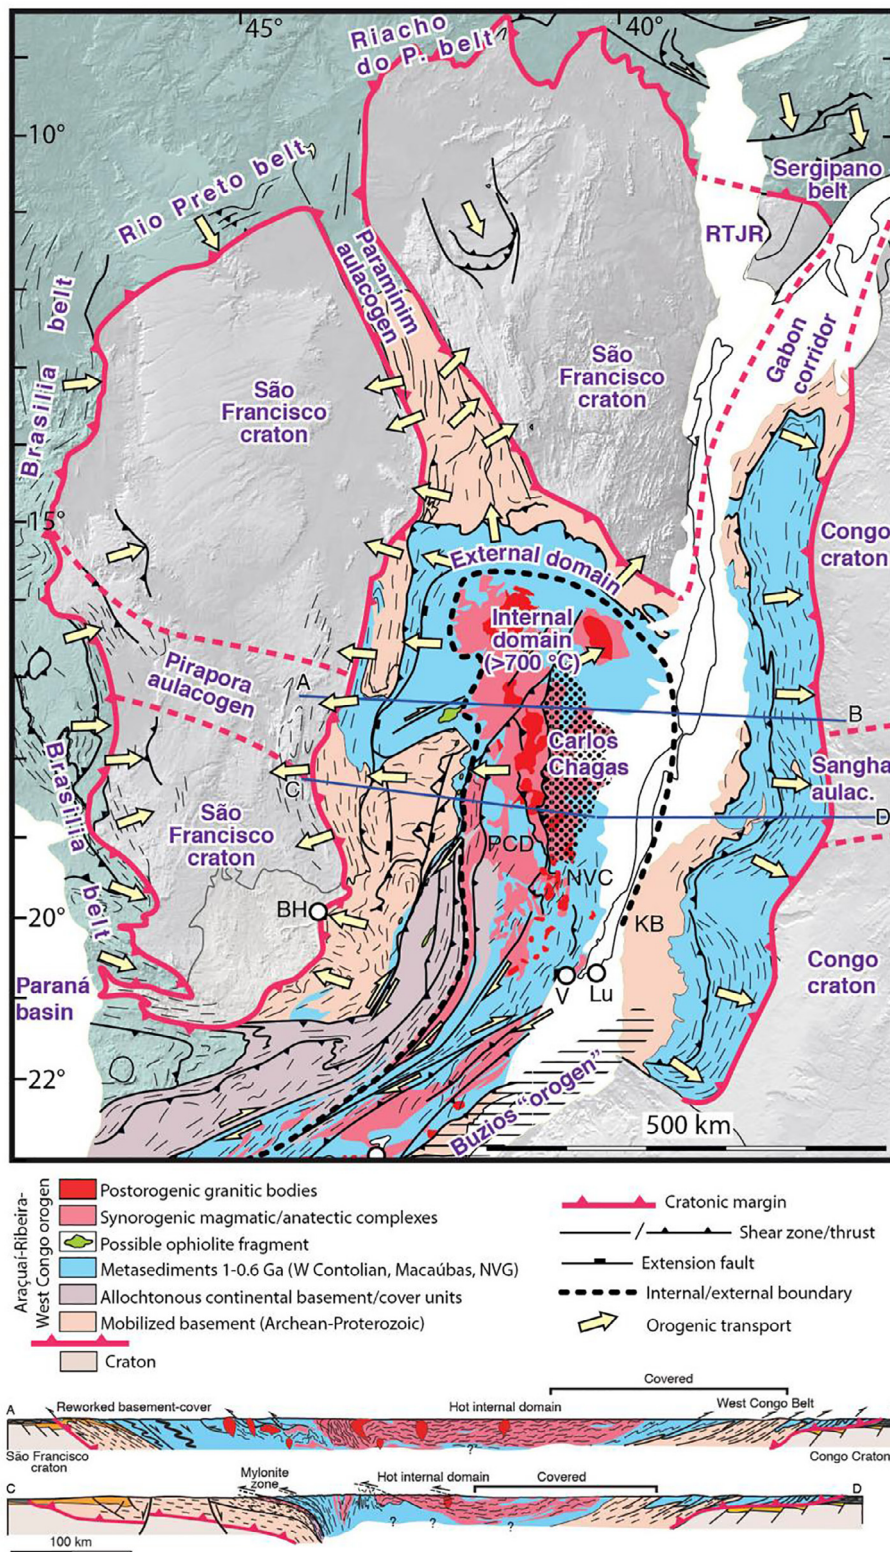 45°
40°
Riacho
do P. belt
10°
Rio Preto belt
Sergipano
belt
RTJR
Paraminim
aulacogen
Brasilia belt
Gabon
corridor
São
Francisco
craton
São
Francisco
craton
15°
Congo
craton
External domain
Internal
domain
(>700 °C)
Pirapora
aulacogen
A
B
Carlos
Chagas
Sangha
aulac.
C
D
Brasilia
belt
São
Francisco
craton
PCD
NVC
20°
BH
KB
V
Lu
Congo
craton
Paraná
basin
22°
Buzios "orogen"
500 km
Araçuaí-Ribeira-
West Congo orogen
Postorogenic granitic bodies
Synorogenic magmatic/anatectic complexes
Possible ophiolite fragment
Metasediments 1-0.6 Ga (W Contolian, Macaúbas, NVG)
Allochtonous continental basement/cover units
Mobilized basement (Archean-Proterozoic)
Craton
Cratonic margin
Shear zone/thrust
Extension fault
Internal/external boundary
Orogenic transport
Covered
A
Reworked basement-cover
Hot internal domain
West Congo Belt
B
?
São Francisco
craton
Congo Craton
Mylonite
zone
C
Hot internal domain
Covered
D
? ? ?
100 km